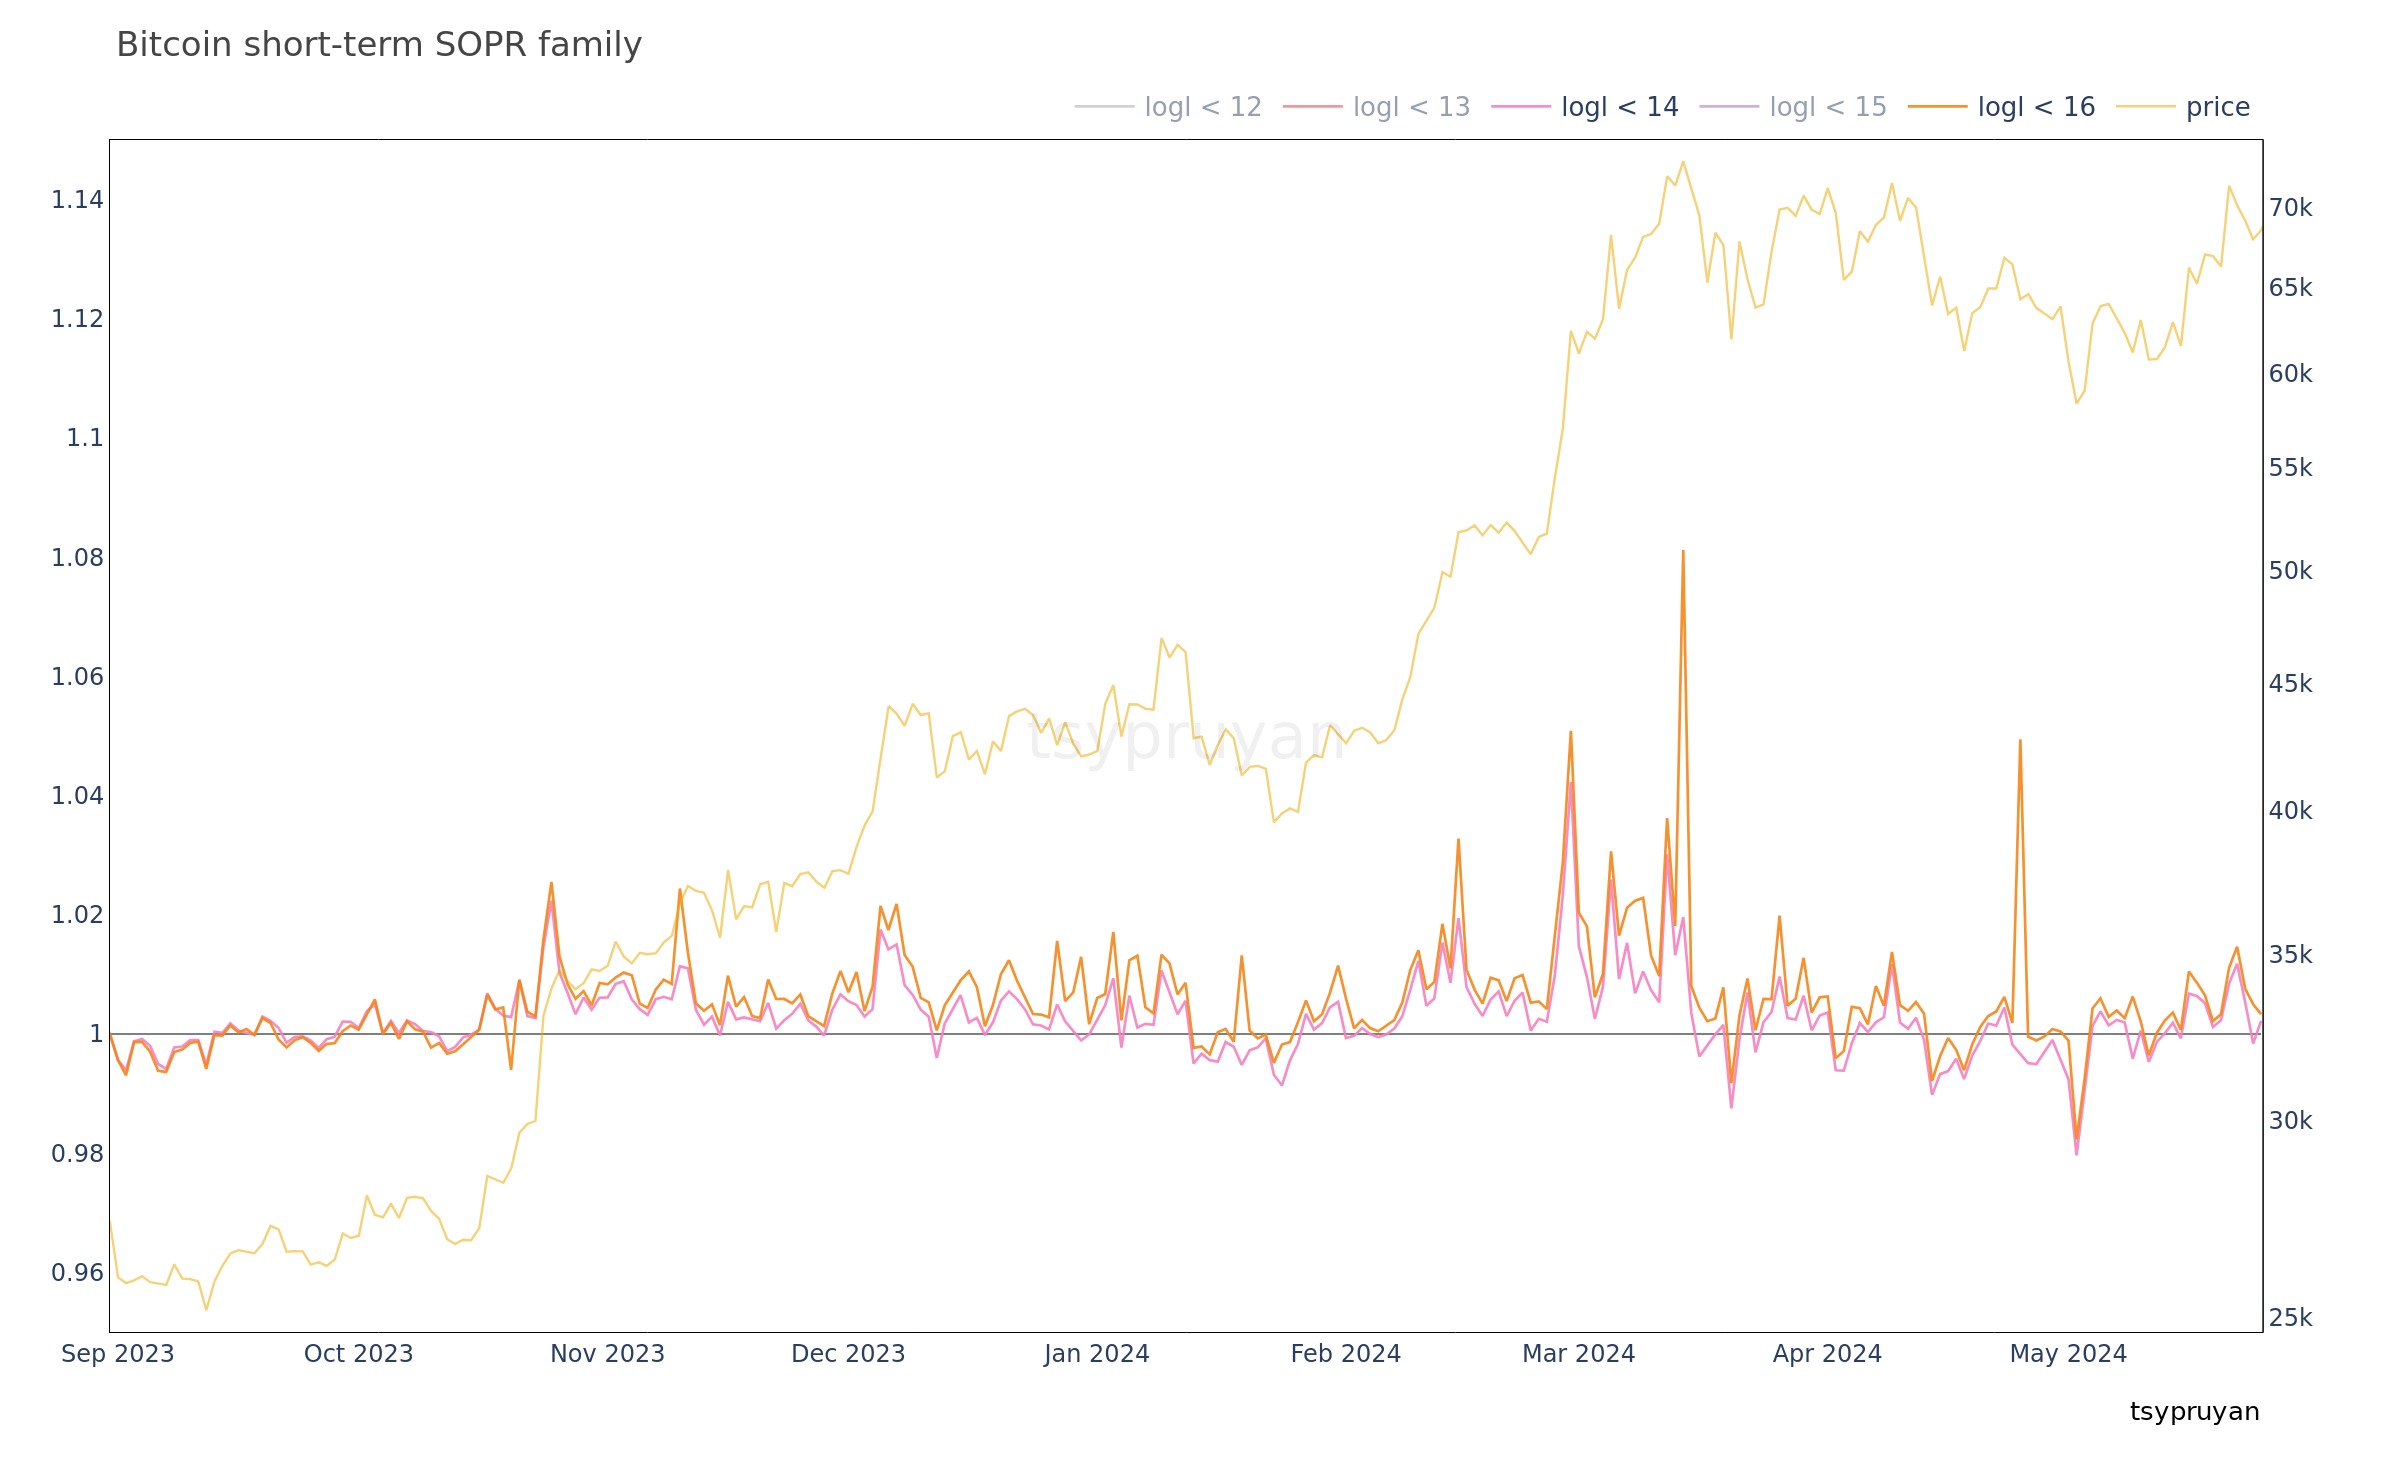 Bitcoin short-term SOPR family
logl < 12 logl < 13 logl < 14 logl < 15 logl < 16 price
1.14
1.12
1.1
1.08
1.06
1.04
1.02
1
0.98
0.96
70k
65k
60k
55k
50k
45k
40k
35k
30k
25k
tsypruyan
Sep 2023 Oct 2023 Nov 2023 Dec 2023 Jan 2024 Feb 2024 Mar 2024 Apr 2024 May 2024
tsypruyan